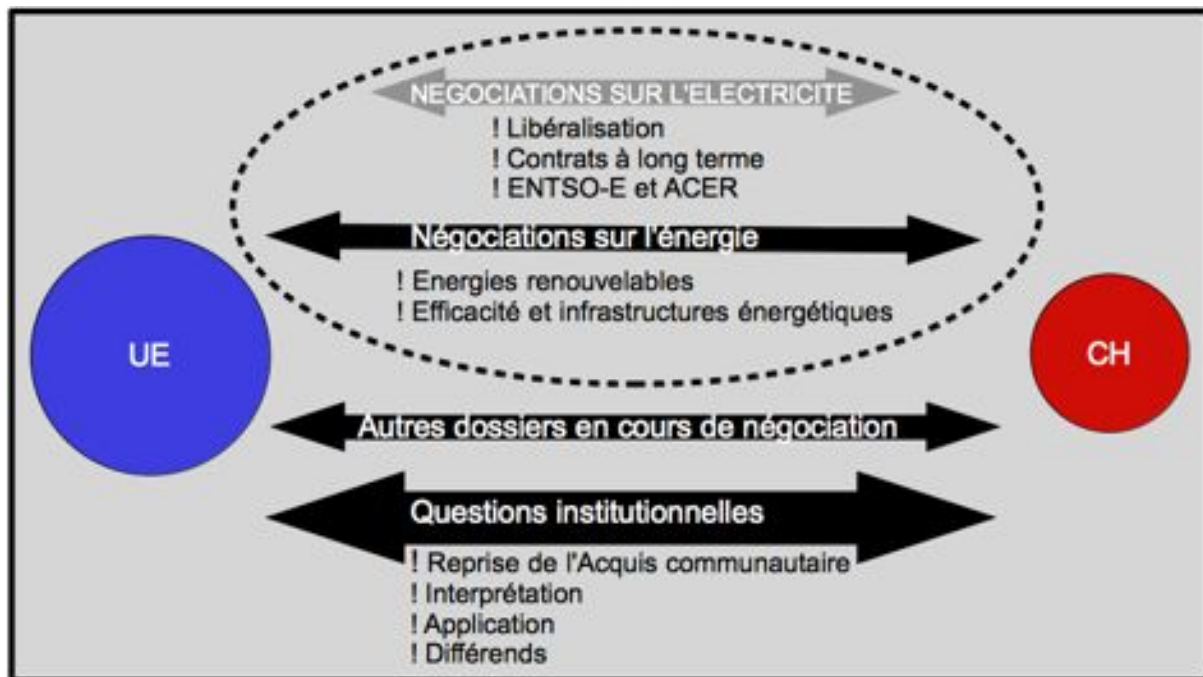 NEGOCIATIONS SUR L'ELECTRICITE
! Libéralisation
! Contrats à long terme
! ENTSO-E et ACER
Négociations sur l'énergie
! Energies renouvelables
! Efficacité et infrastructures énergétiques
UE
CH
Autres dossiers en cours de négociation
Questions institutionnelles
! Reprise de l'Acquis communautaire
! Interprétation
! Application
! Différends